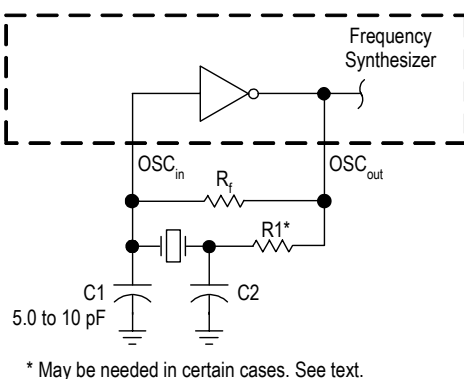 Frequency
Synthesizer
OSCin
OSCout
Rf
R1*
C1
C2
5.0 to 10 pF
* May be needed in certain cases. See text.